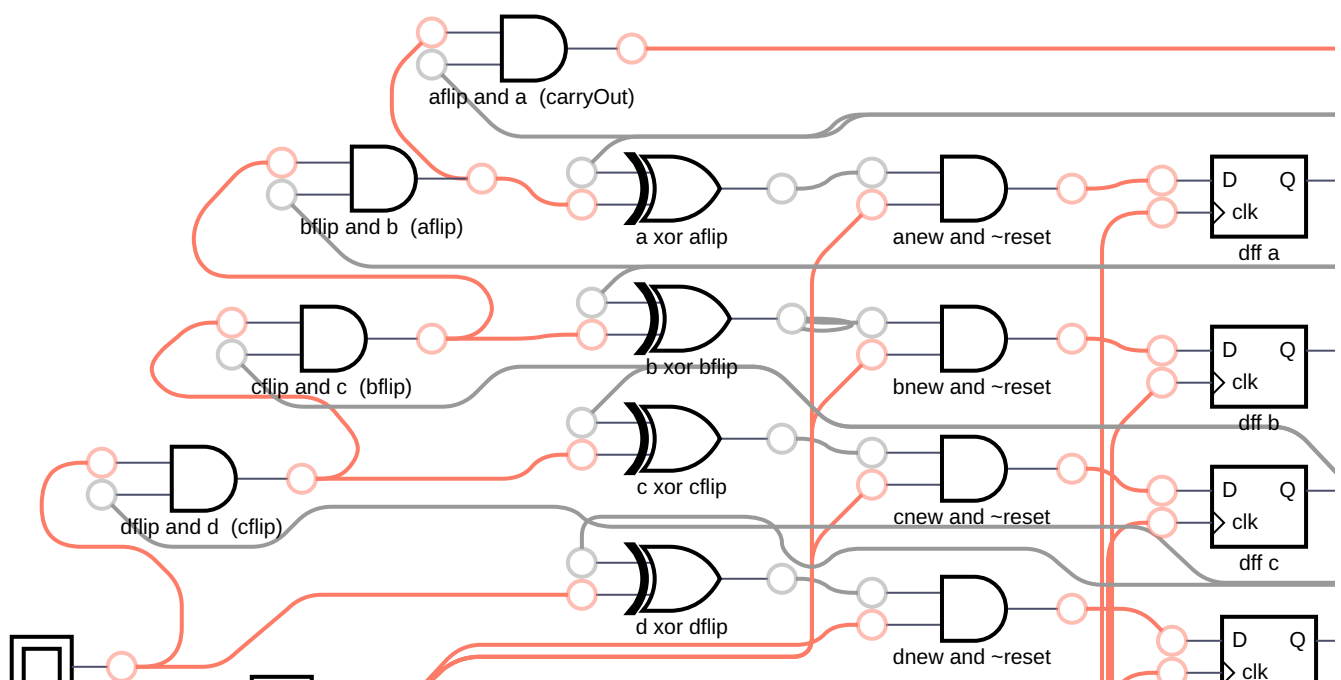 aflip and a (carryOut)
bflip and b (aflip)
a xor aflip
anew and ~reset
D Q
clk
dff a
cflip and c (bflip)
b xor bflip
bnew and ~reset
D Q
clk
dff b
dflip and d (cflip)
c xor cflip
cnew and ~reset
D Q
clk
dff c
d xor dflip
dnew and ~reset
D Q
clk